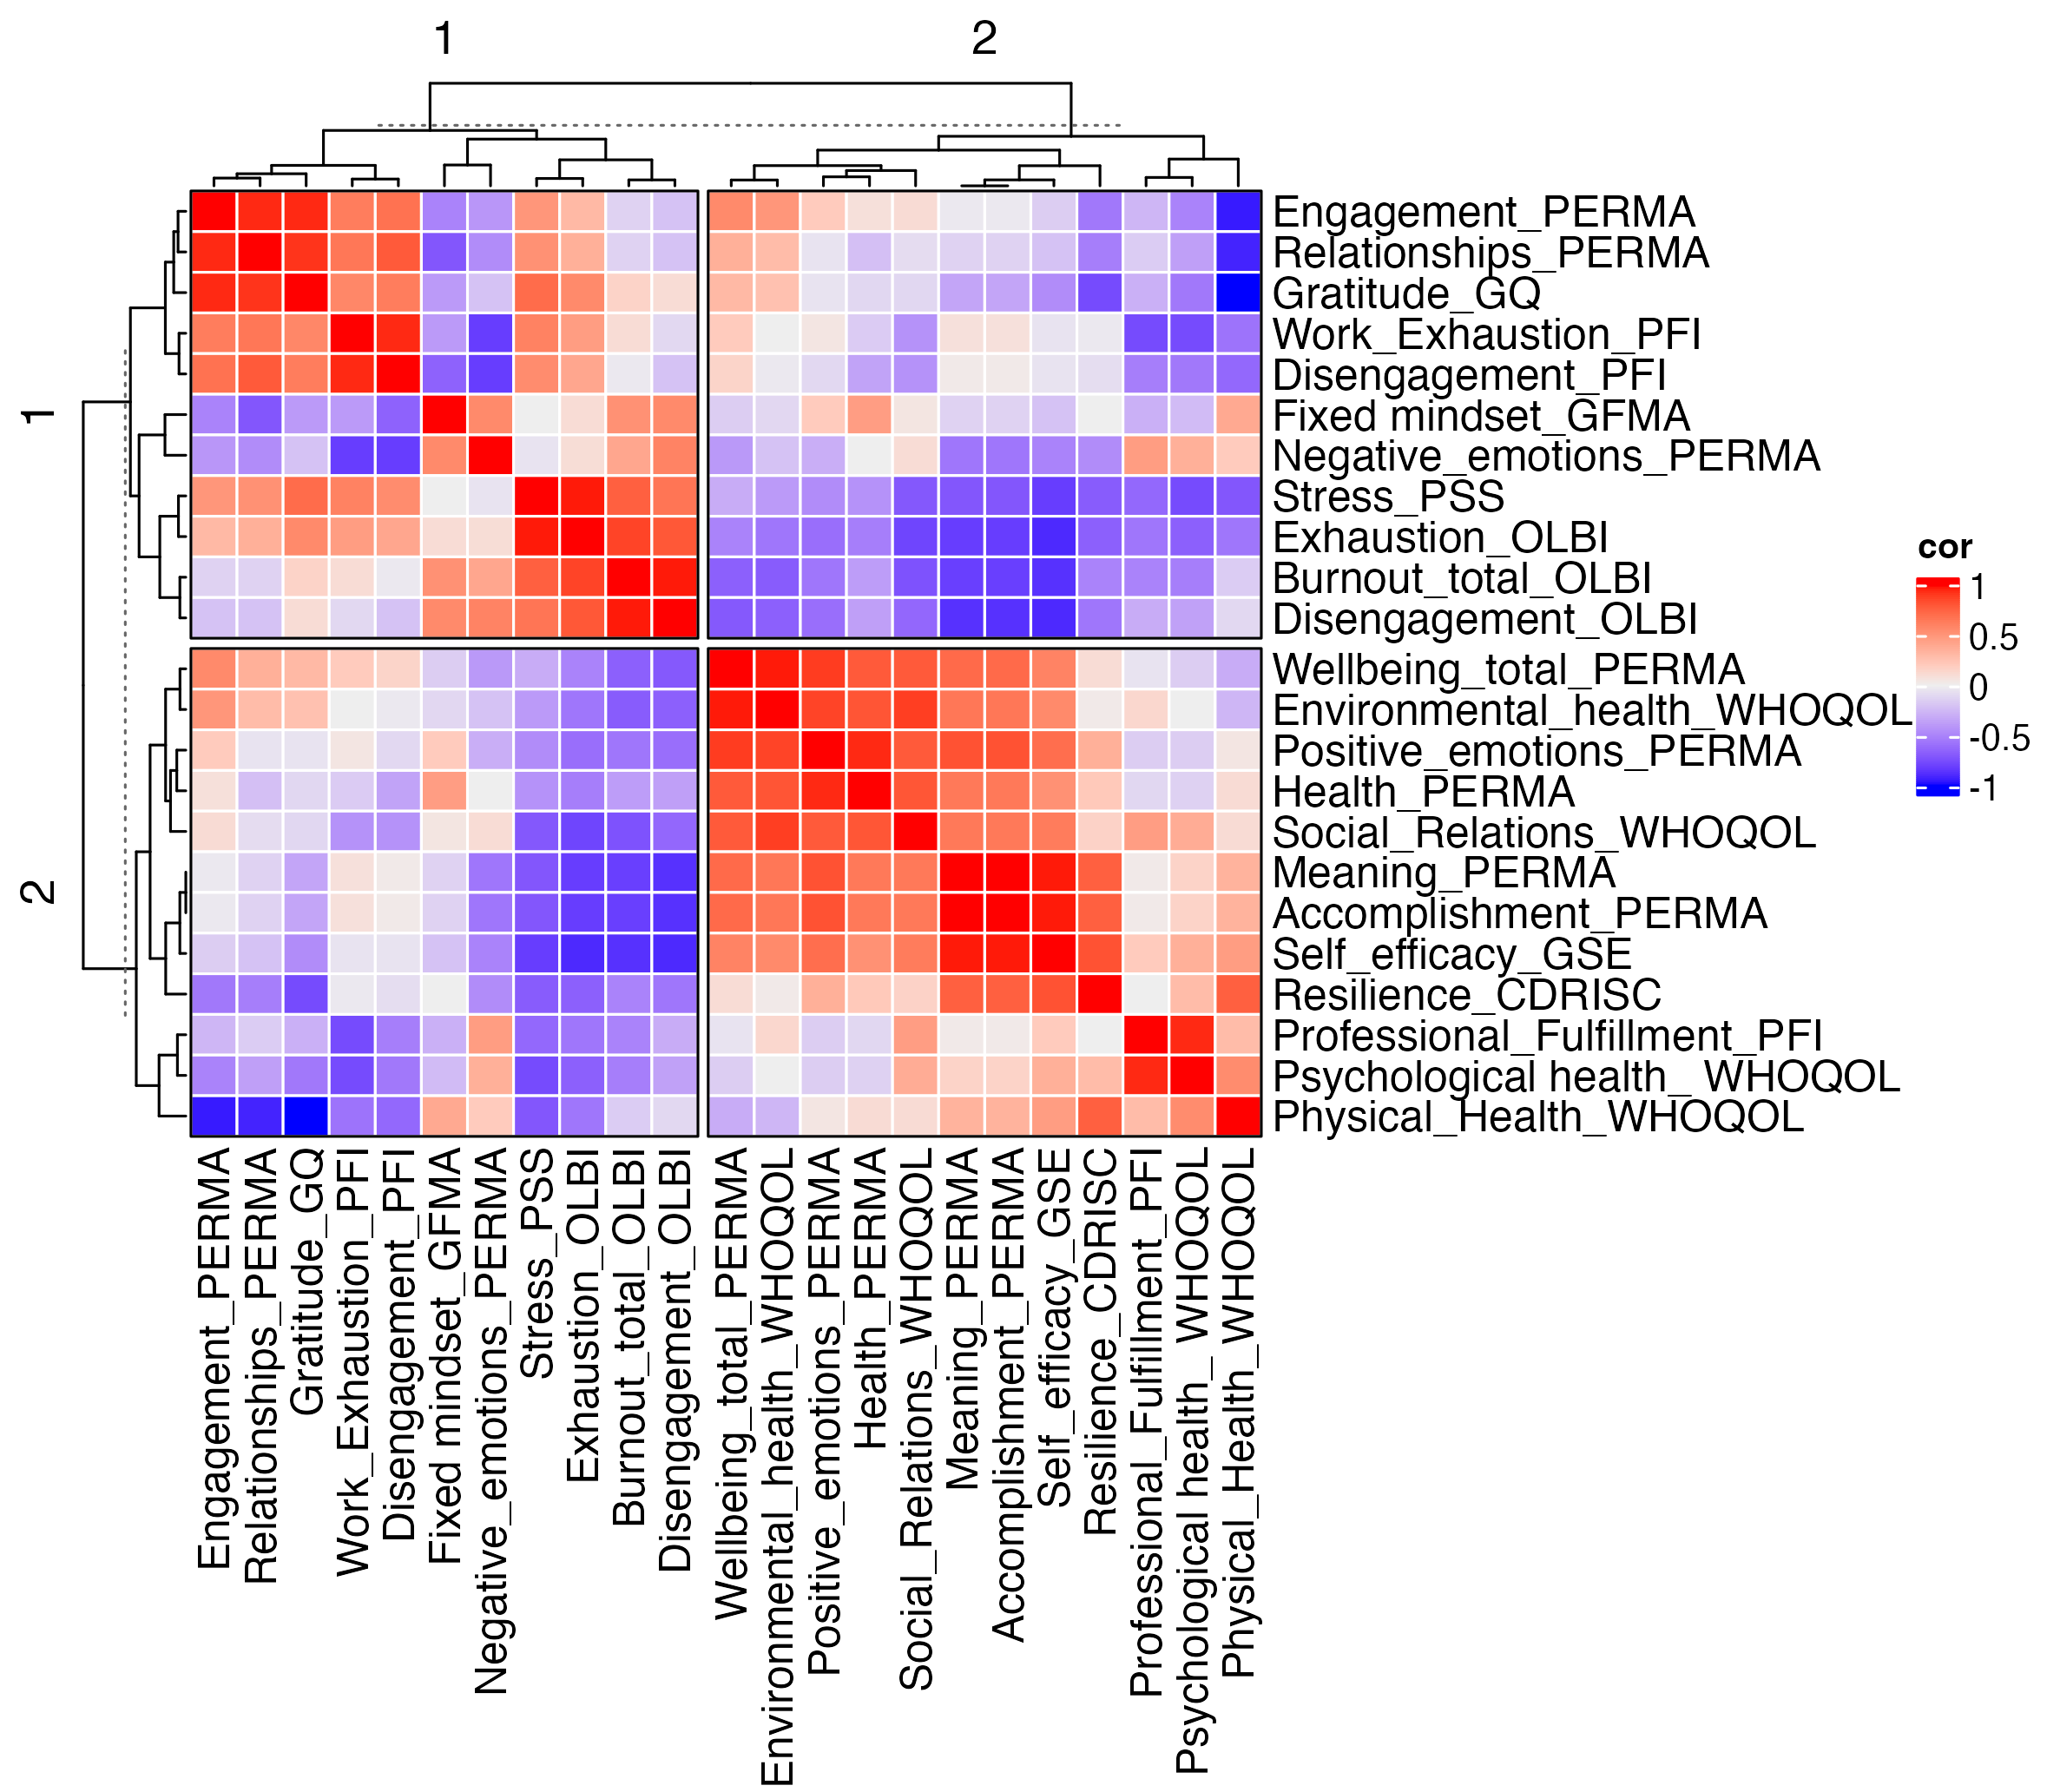 1
2
1
2
Engagement_PERMA
Relationships_PERMA
Gratitude_GQ
Work_Exhaustion_PFI
Disengagement_PFI
Fixed mindset_GFMA
Negative_emotions_PERMA
Stress_PSS
Exhaustion_OLBI
Burnout_total_OLBI
Disengagement_OLBI
Wellbeing_total_PERMA
Environmental_health_WHOQOL
Positive_emotions_PERMA
Health_PERMA
Social_Relations_WHOQOL
Meaning_PERMA
Accomplishment_PERMA
Self_efficacy_GSE
Resilience_CDRISC
Professional_Fulfillment_PFI
Psychological health_ WHOQOL
Physical_Health_WHOQOL
cor
1
0.5
0
-0.5
-1
Engagement_PERMA
Relationships_PERMA
Gratitude_GQ
Work_Exhaustion_PFI
Disengagement_PFI
Fixed mindset_GFMA
Negative_emotions_PERMA
Stress_PSS
Exhaustion_OLBI
Burnout_total_OLBI
Disengagement_OLBI
Wellbeing_total_PERMA
Environmental_health_WHOQOL
Positive_emotions_PERMA
Health_PERMA
Social_Relations_WHOQOL
Meaning_PERMA
Accomplishment_PERMA
Self_efficacy_GSE
Resilience_CDRISC
Professional_Fulfillment_PFI
Psychological health_ WHOQOL
Physical_Health_WHOQOL